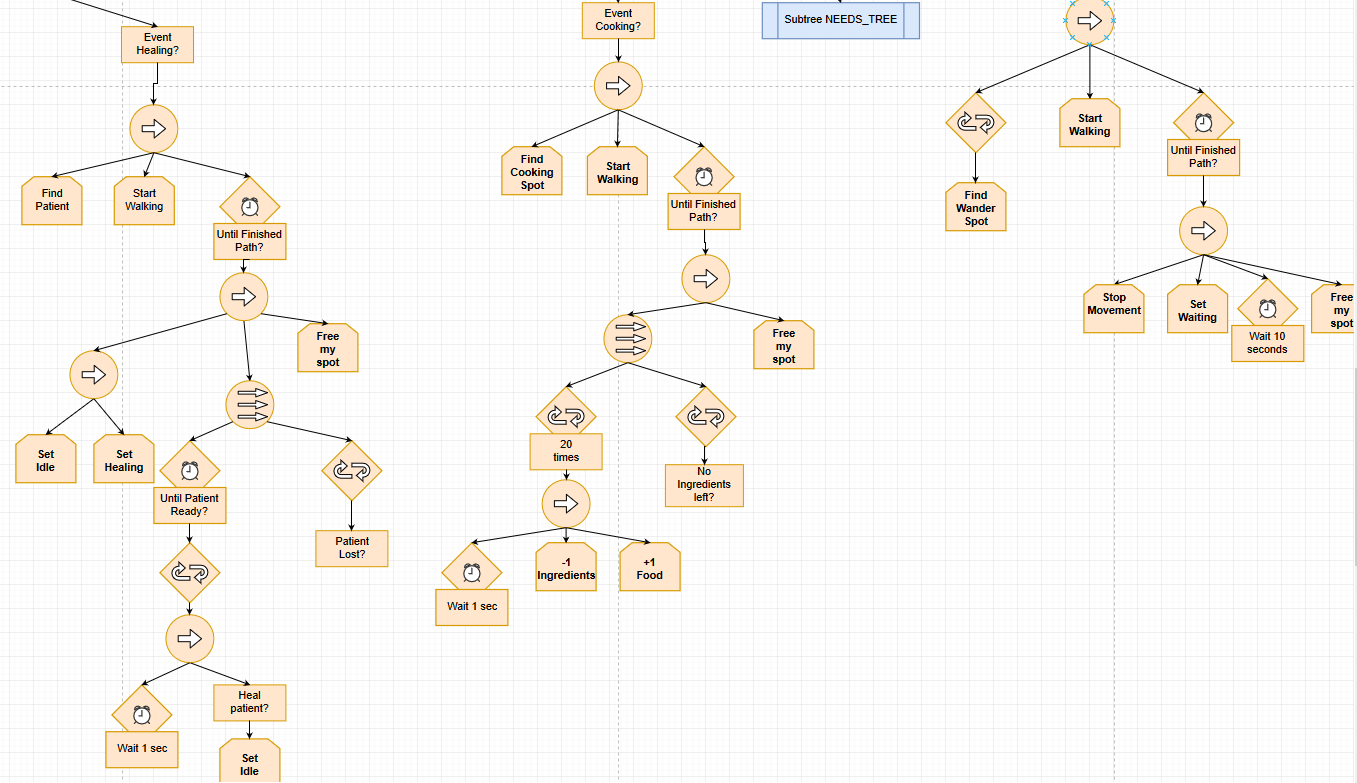 Event
Healing?
Find
Patient
Start
Walking
Until Finished
Path?
Free
my
spot
Set
Idle
Set
Healing
Until Patient
Ready?
Patient
Lost?
Wait 1 sec
Heal
patient?
Set
Idle
Event
Cooking?
Find
Cooking
Spot
Start
Walking
Until Finished
Path?
Free
my
spot
20
times
No
Ingredients
left?
Wait 1 sec
-1
Ingredients
+1
Food
Subtree NEEDS_TREE
Find
Wander
Spot
Start
Walking
Until Finished
Path?
Stop
Movement
Set
Waiting
Wait 10
seconds
Free
my
spot